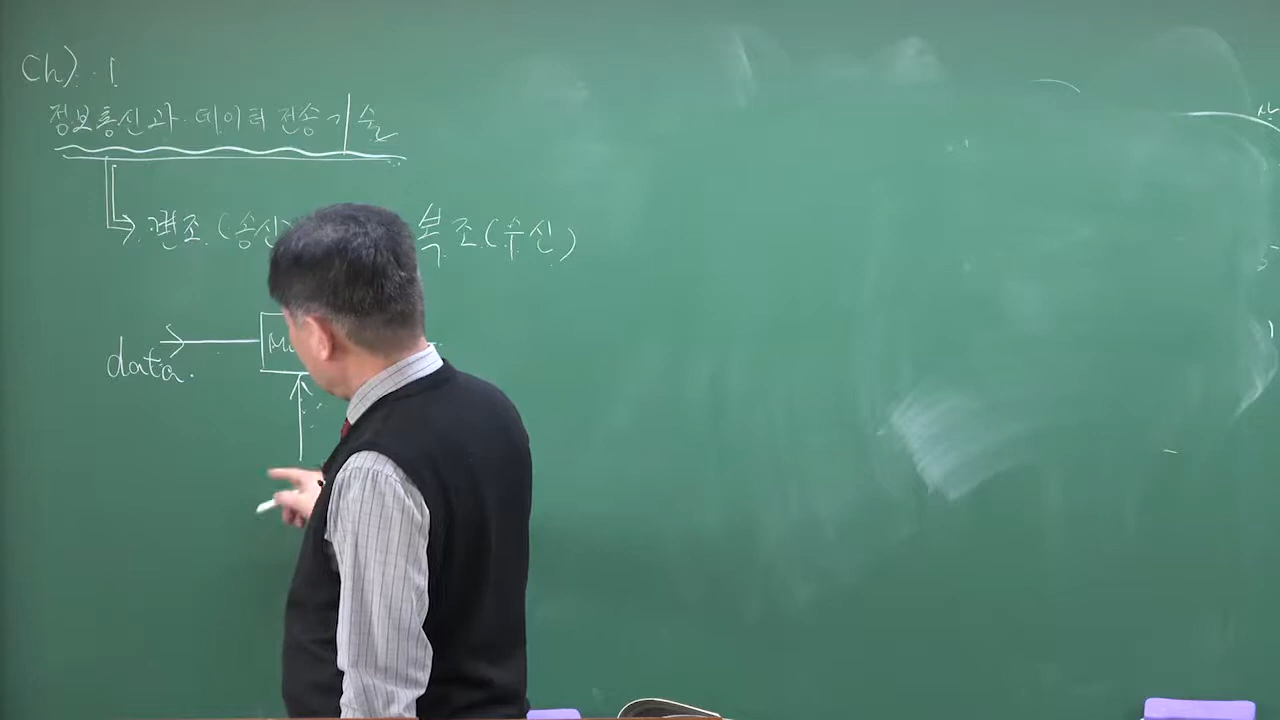 Ch) . 1
정보통신과 데이터 전송기술
변조 (송신 복조 (수신)
data.